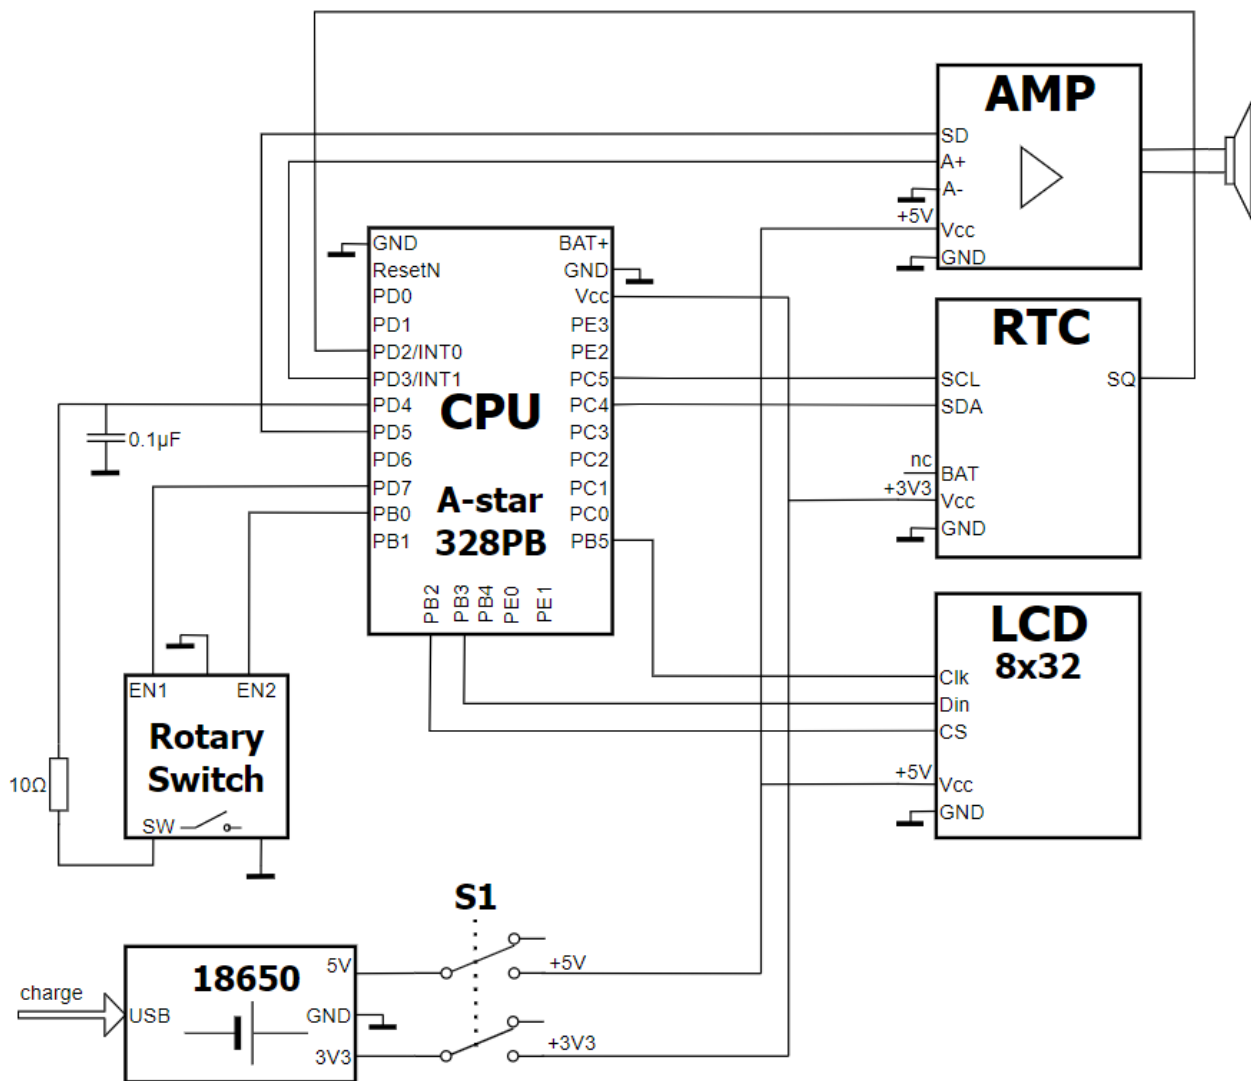 AMP
SD
A+
A-
+5V
Vcc
GND
GND
ResetN
PD0
PD1
PD2/INT0
PD3/INT1
PD4
PD5
PD6
PD7
PB0
PB1
BAT+
GND
Vcc
PE3
PE2
PC5
PC4
PC3
PC2
PC1
PC0
PB5
CPU
A-star
328PB
PB2
PB3
PB4
PE0
PE1
0.1µF
RTC
SCL
SQ
SDA
nc
BAT
+3V3
Vcc
GND
LCD
8x32
Clk
Din
CS
+5V
Vcc
GND
EN1
EN2
Rotary
Switch
SW
10Ω
S1
18650
charge
USB
5V
GND
3V3
+5V
+3V3